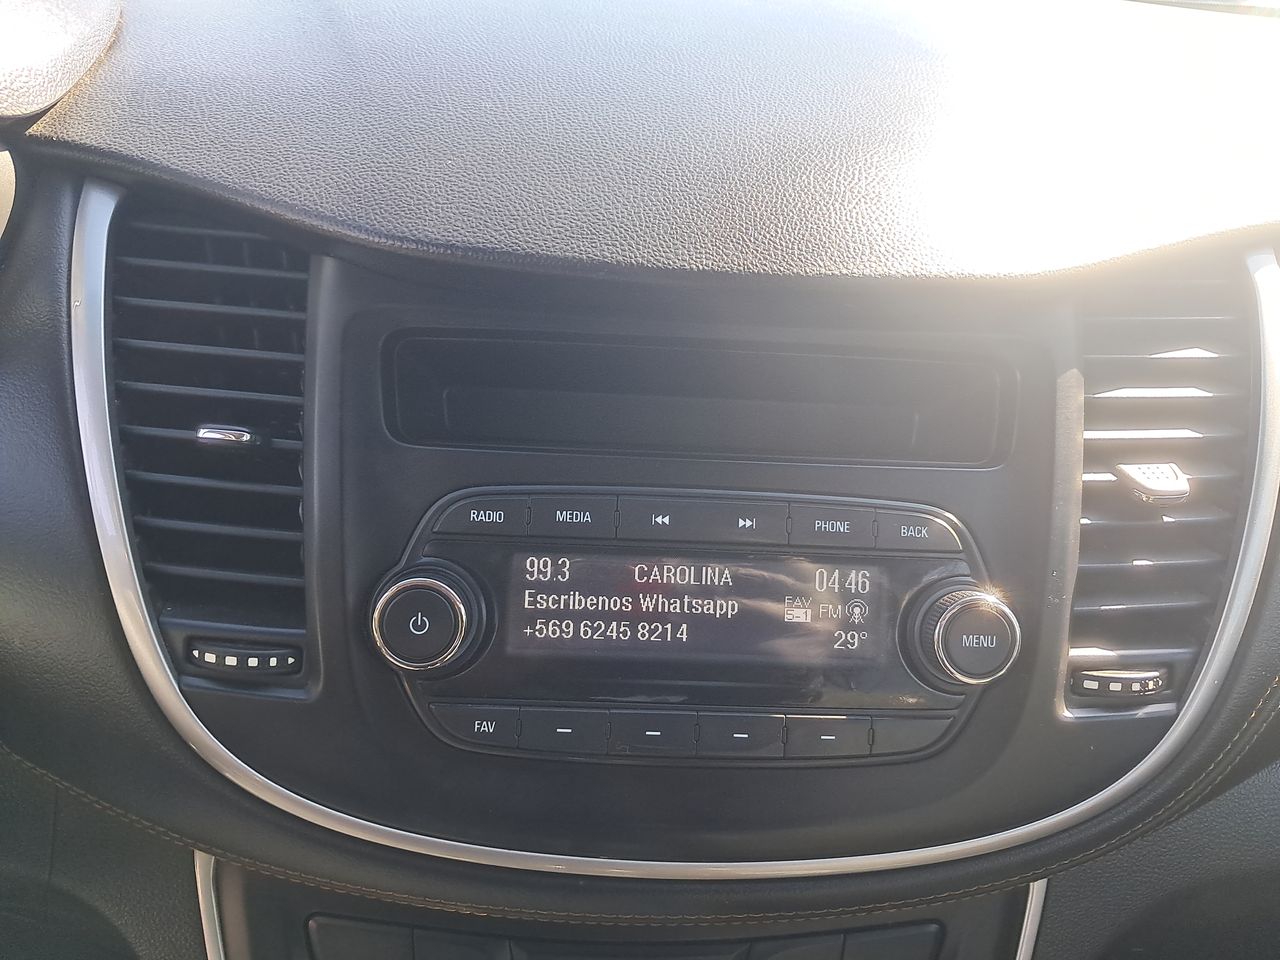 RADIO MEDIA PHONE BACK
99.3 CAROLINA 04:46
Escribenos Whatsapp FAV 5-1 FM
+569 6245 8214 29°
MENU
FAV